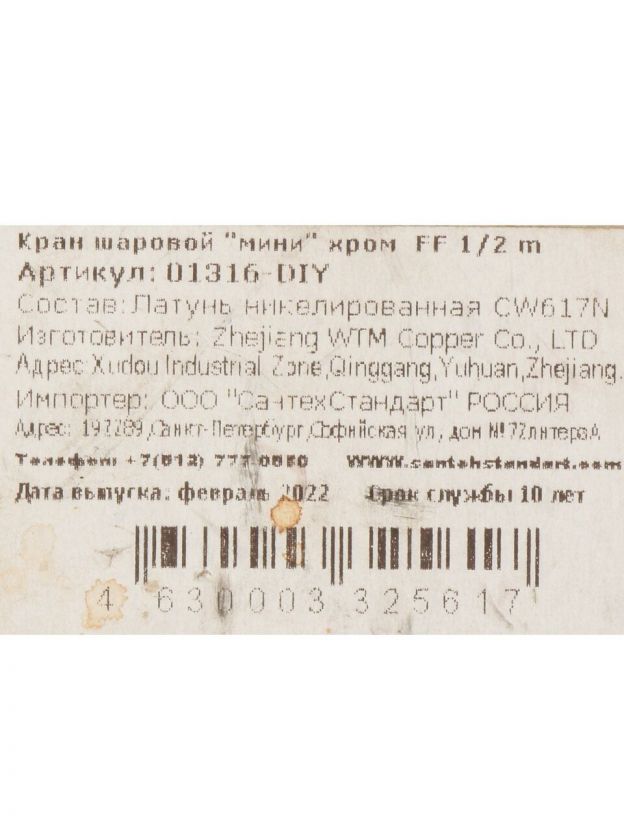 Кран шаровой "мини" хром FF 1/2 m
Артикул: 01316-DIY
Состав: Латунь никелированная CW617N
Изготовитель: Zhejiang WTM Copper Co., LTD
Адрес:Xudou Industrial Zone,Qinggang,Yuhuan,Zhejiang.
Импортер: ООО "СантехСтандарт" РОССИЯ
Адрес: 192289,Санкт-Петербург,Софийская ул, дом №72литераА
Телефон +7(812) 777-0880 WWW.santehstandart.com
Дата выпуска: февраль 2022 Срок службы 10 лет
4 630003 325617